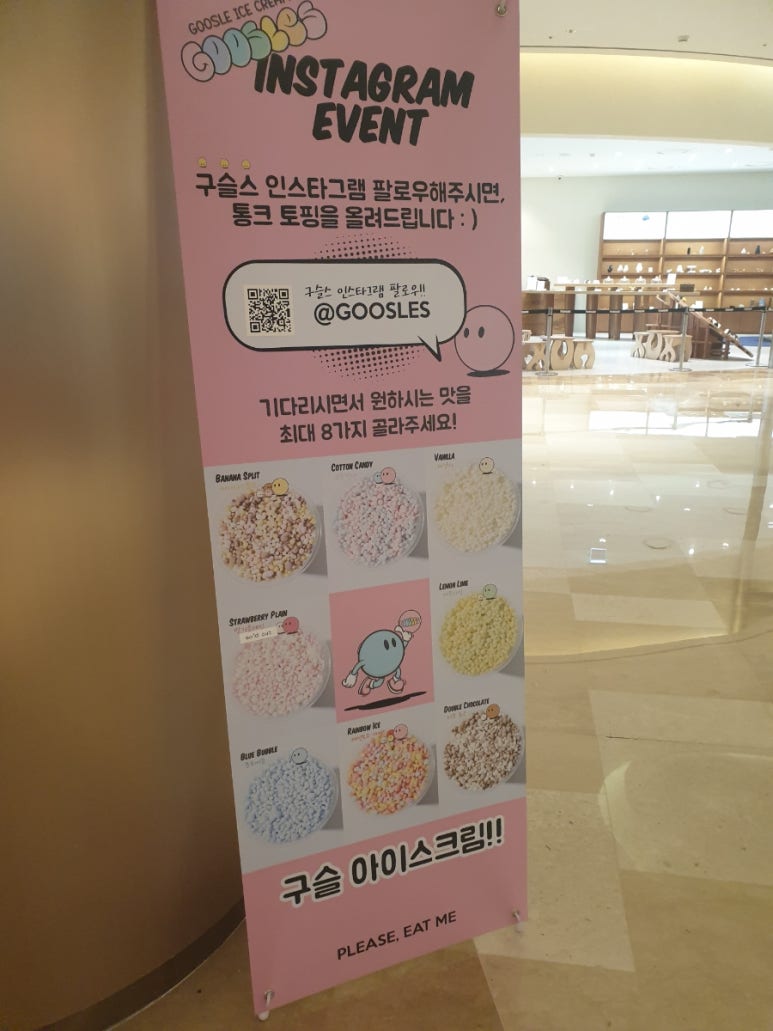 GOOSLE ICE CREAM
GOOSLES
INSTAGRAM
EVENT
구슬스 인스타그램 팔로우해주시면,
통크 토핑을 올려드립니다 : )
구슬스 인스타그램 팔로우!!
@GOOSLES
기다리시면서 원하시는 맛을
최대 8가지 골라주세요!
BANANA SPLIT
COTTON CANDY
VANILLA
STRAWBERRY PLAIN
LEMON LIME
BLUE BUBBLE
RAINBOW ICE
DOUBLE CHOCOLATE
구슬 아이스크림!!
PLEASE, EAT ME